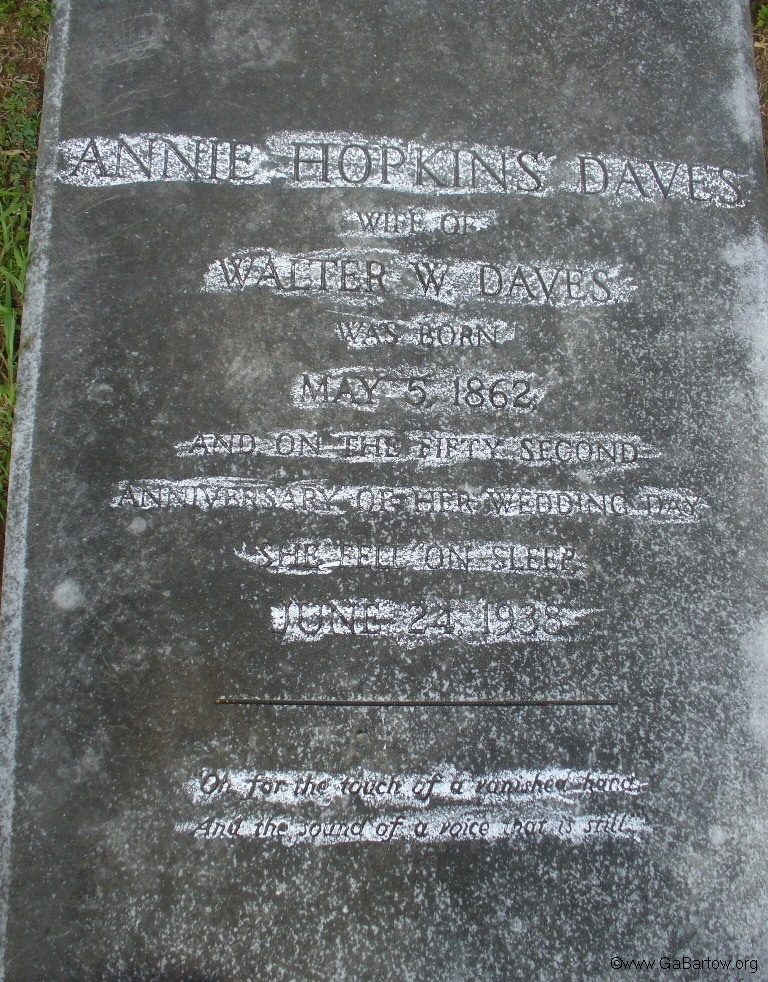 ANNIE HOPKINS DAVES
WIFE OF
WALTER W. DAVES
WAS BORN
MAY 5, 1862,
AND, ON THE FIFTY SECOND
ANNIVERSARY OF HER WEDDING DAY
"SHE FELL ON SLEEP"
JUNE 24, 1938
"Oh for the touch of a vanished hand
And the sound of a voice that is still"
©www.GaBartow.org